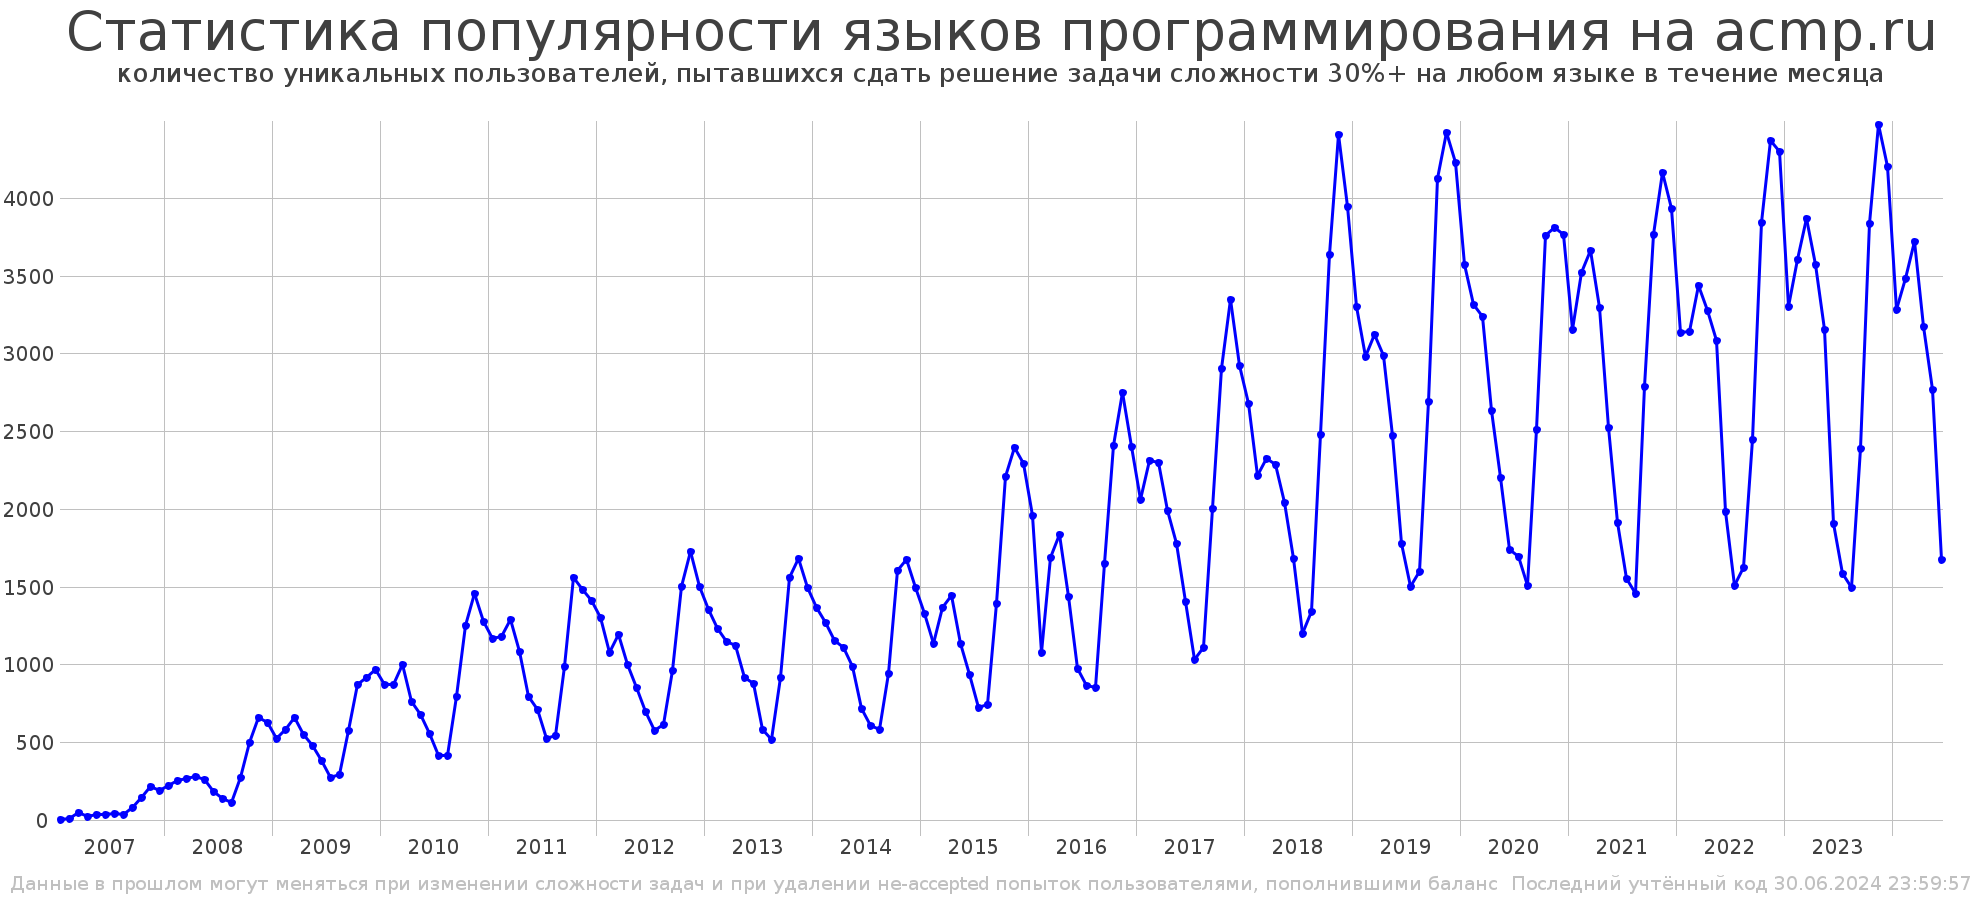 Статистика популярности языков программирования на acmp.ru
количество уникальных пользователей, пытавшихся сдать решение задачи сложности 30%+ на любом языке в течение месяца
4000
3500
3000
2500
2000
1500
1000
500
0
2007 2008 2009 2010 2011 2012 2013 2014 2015 2016 2017 2018 2019 2020 2021 2022 2023
Данные в прошлом могут меняться при изменении сложности задач и при удалении не-accepted попыток пользователями, пополнившими баланс Последний учтённый код 30.06.2024 23:59:57